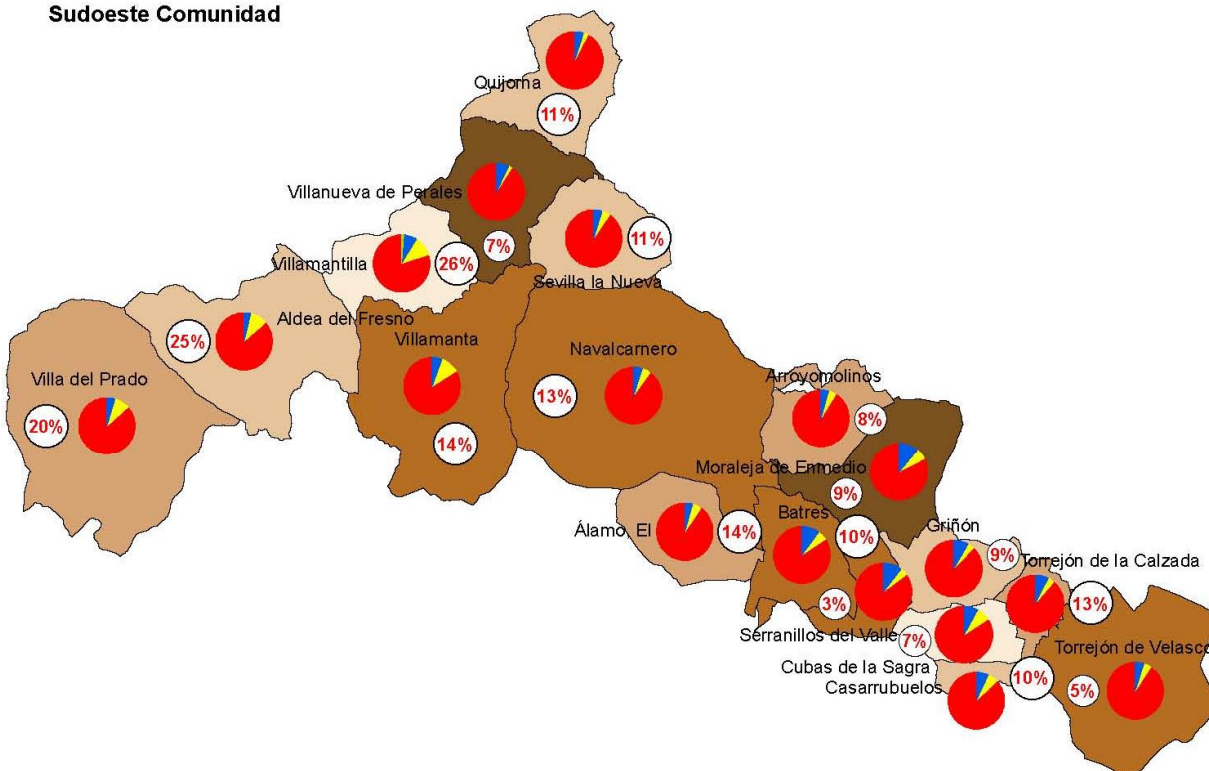 Sudoeste Comunidad
Quijorna
11%
Villanueva de Perales
7%
11%
Sevilla la Nueva
Villamantilla
26%
Aldea del Fresno
25%
Villamanta
14%
Navalcarnero
13%
Villa del Prado
20%
Arroyomolinos
8%
Moraleja de Enmedio
9%
Álamo, El
14%
Batres
10%
3%
Griñón
9%
Torrejón de la Calzada
13%
Serranillos del Valle
7%
Cubas de la Sagra
Casarrubuelos
10%
Torrejón de Velasco
5%